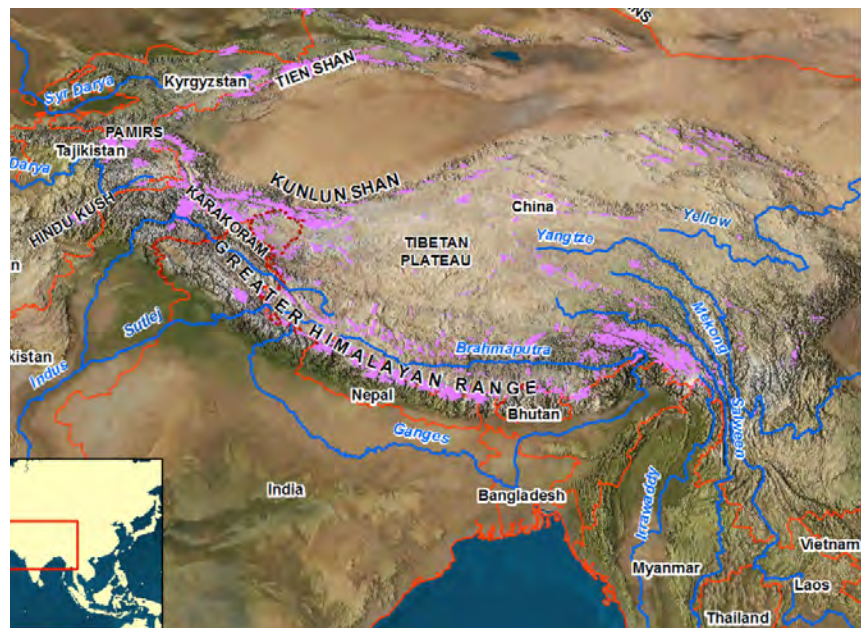 NS
Syr Darya
Kyrgyzstan
TIEN SHAN
PAMIRS
Tajikistan
Darya
KUNLUN SHAN
HINDU KUSH
KARAKORAM
China
Yellow
TIBETAN
PLATEAU
Yangtze
n
GREATER HIMALAYAN RANGE
Sutlej
Mekong
kistan
Indus
Brahmaputra
Nepal
Bhutan
Salween
Ganges
India
Bangladesh
Irrawaddy
Vietnam
Myanmar
Laos
Thailand